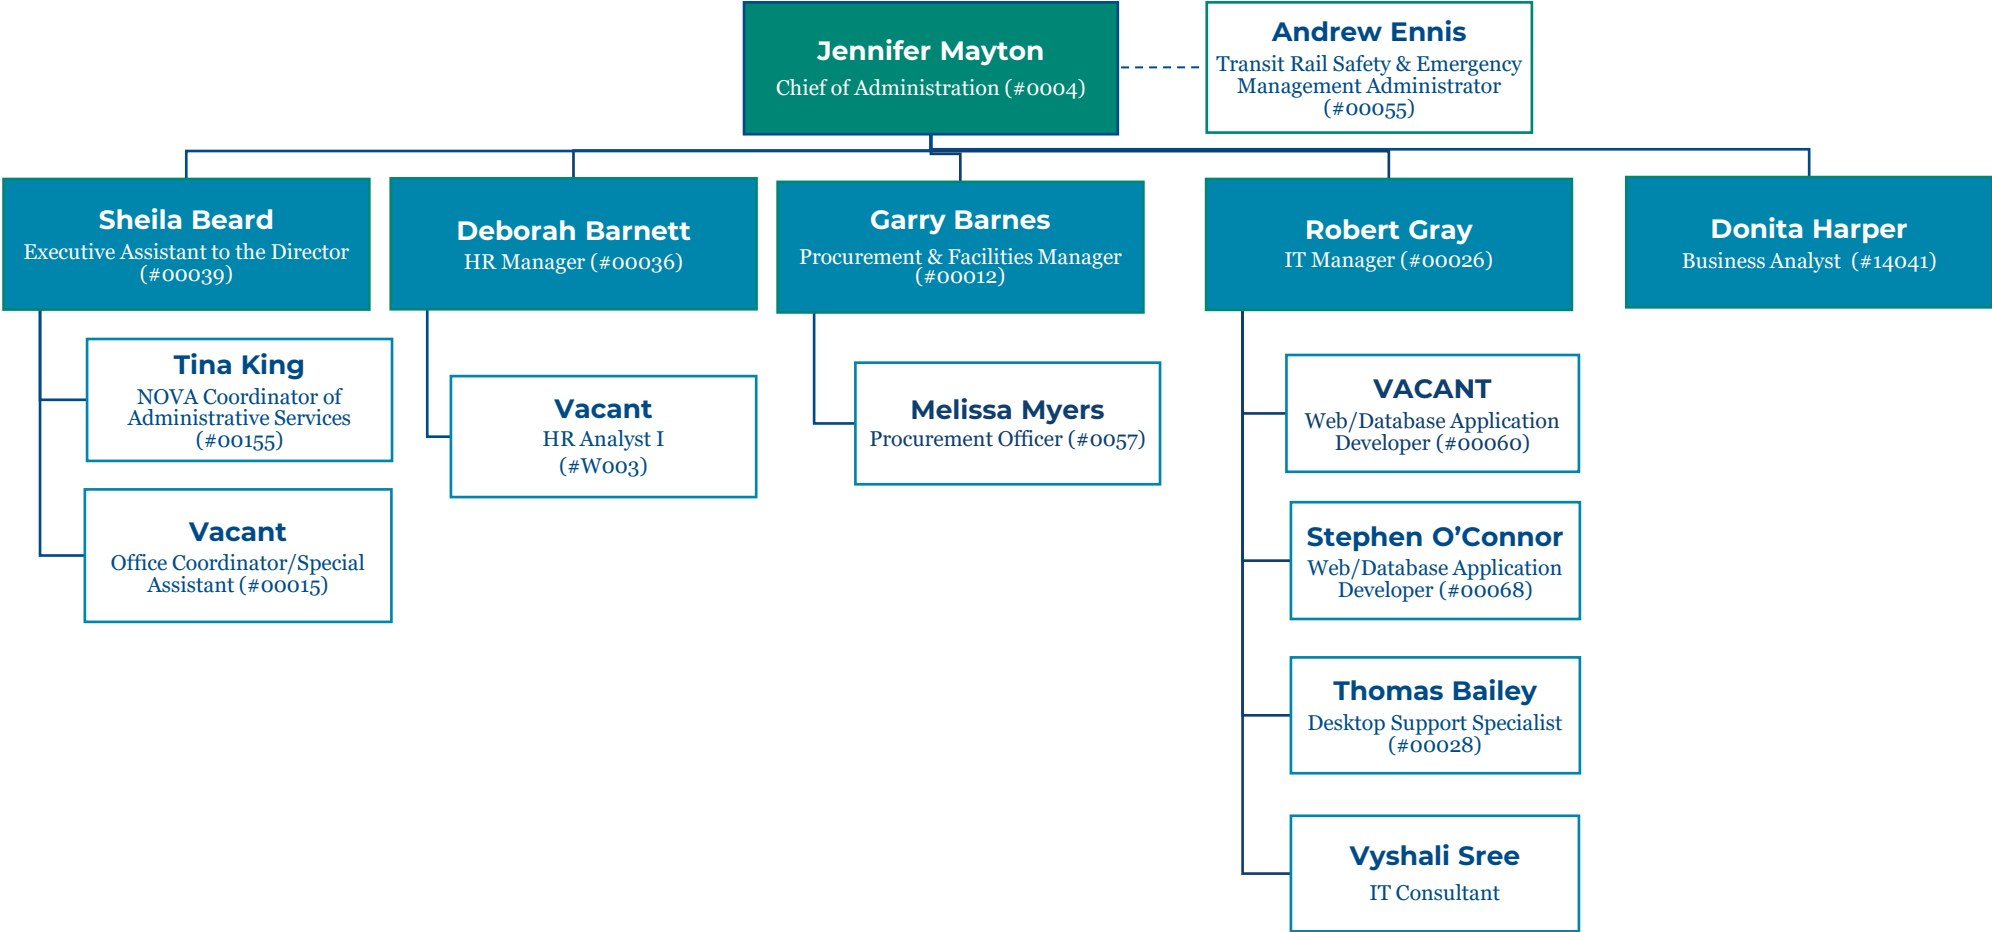 Jennifer Mayton
Chief of Administration (#0004)
Andrew Ennis
Transit Rail Safety & Emergency
Management Administrator
(#00055)
Sheila Beard
Executive Assistant to the Director
(#00039)
Deborah Barnett
HR Manager (#00036)
Garry Barnes
Procurement & Facilities Manager
(#00012)
Robert Gray
IT Manager (#00026)
Donita Harper
Business Analyst  (#14041)
Tina King
NOVA Coordinator of
Administrative Services
(#00155)
Vacant
Office Coordinator/Special
Assistant (#00015)
Vacant
HR Analyst I
(#W003)
Melissa Myers
Procurement Officer (#0057)
VACANT
Web/Database Application
Developer (#00060)
Stephen O’Connor
Web/Database Application
Developer (#00068)
Thomas Bailey
Desktop Support Specialist
(#00028)
Vyshali Sree
IT Consultant